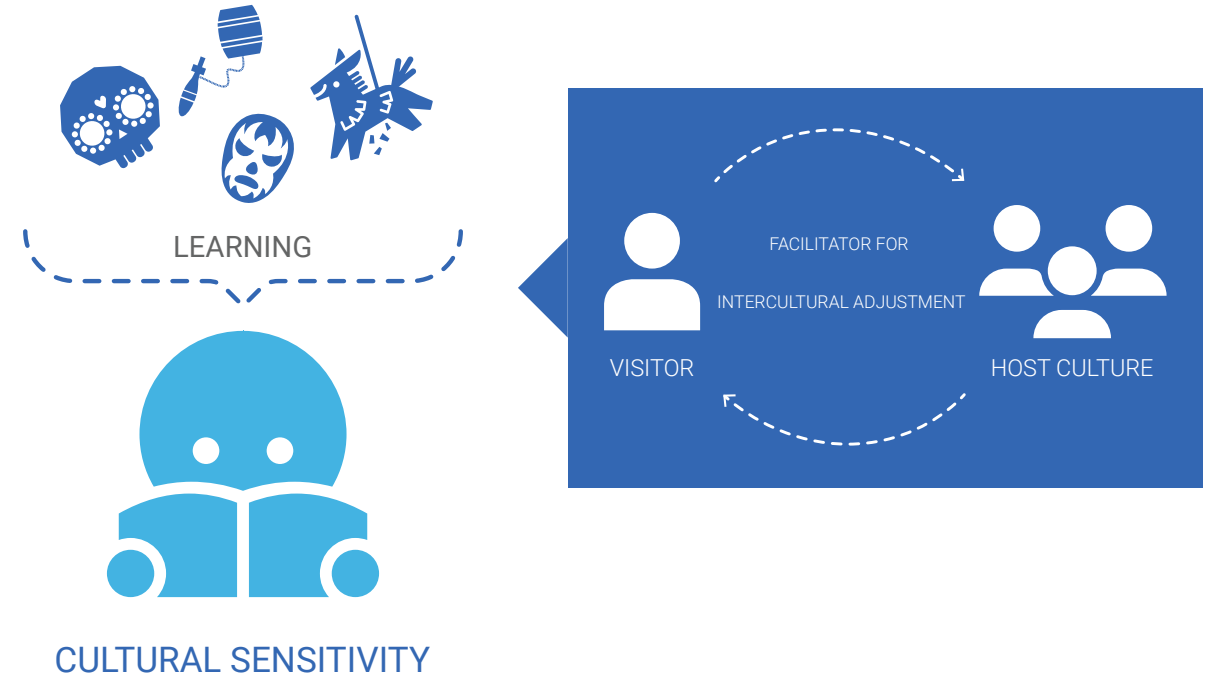 LEARNING
CULTURAL SENSITIVITY
FACILITATOR FOR
INTERCULTURAL ADJUSTMENT
VISITOR
HOST CULTURE